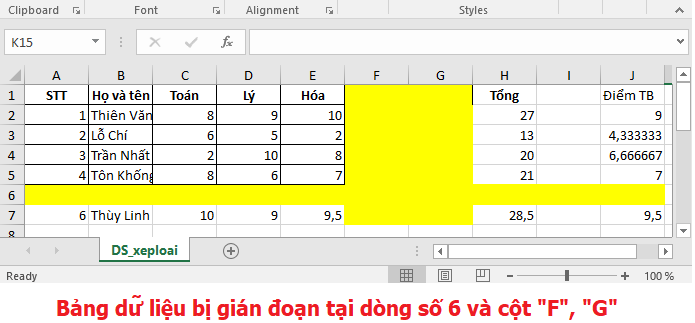 Clipboard Font Alignment Styles
K15 fx
A B C D E F G H I J
1 STT Họ và tên Toán Lý Hóa Tổng Điểm TB
2 1 Thiên Văn 8 9 10 27 9
3 2 Lỗ Chí 6 5 2 13 4,333333
4 3 Trần Nhất 2 10 8 20 6,666667
5 4 Tôn Khống 8 6 7 21 7
6
7 6 Thùy Linh 10 9 9,5 28,5 9,5
8
DS_xeploai
Ready 100 %
Bảng dữ liệu bị gián đoạn tại dòng số 6 và cột "F", "G"